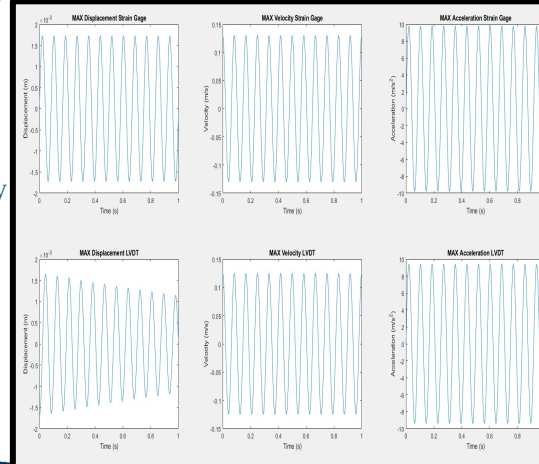 y
MAX Displacement Strain Gage
× 10⁻³
Displacement (m)
2
1.5
1
0.5
0
-0.5
-1
-1.5
-2
0 0.2 0.4 0.6 0.8 1
Time (s)
MAX Velocity Strain Gage
Velocity (m/s)
0.15
0.1
0.05
0
-0.05
-0.1
-0.15
0 0.2 0.4 0.6 0.8 1
Time (s)
MAX Acceleration Strain Gage
Acceleration (m/s²)
10
8
6
4
2
0
-2
-4
-6
-8
-10
0 0.2 0.4 0.6 0.8
Time (s)
MAX Displacement LVDT
× 10⁻³
Displacement (m)
2
1.5
1
0.5
0
-0.5
-1
-1.5
-2
0 0.2 0.4 0.6 0.8 1
Time (s)
MAX Velocity LVDT
Velocity (m/s)
0.15
0.1
0.05
0
-0.05
-0.1
-0.15
0 0.2 0.4 0.6 0.8 1
Time (s)
MAX Acceleration LVDT
Acceleration (m/s²)
10
8
6
4
2
0
-2
-4
-6
-8
-10
0 0.2 0.4 0.6 0.8
Time (s)